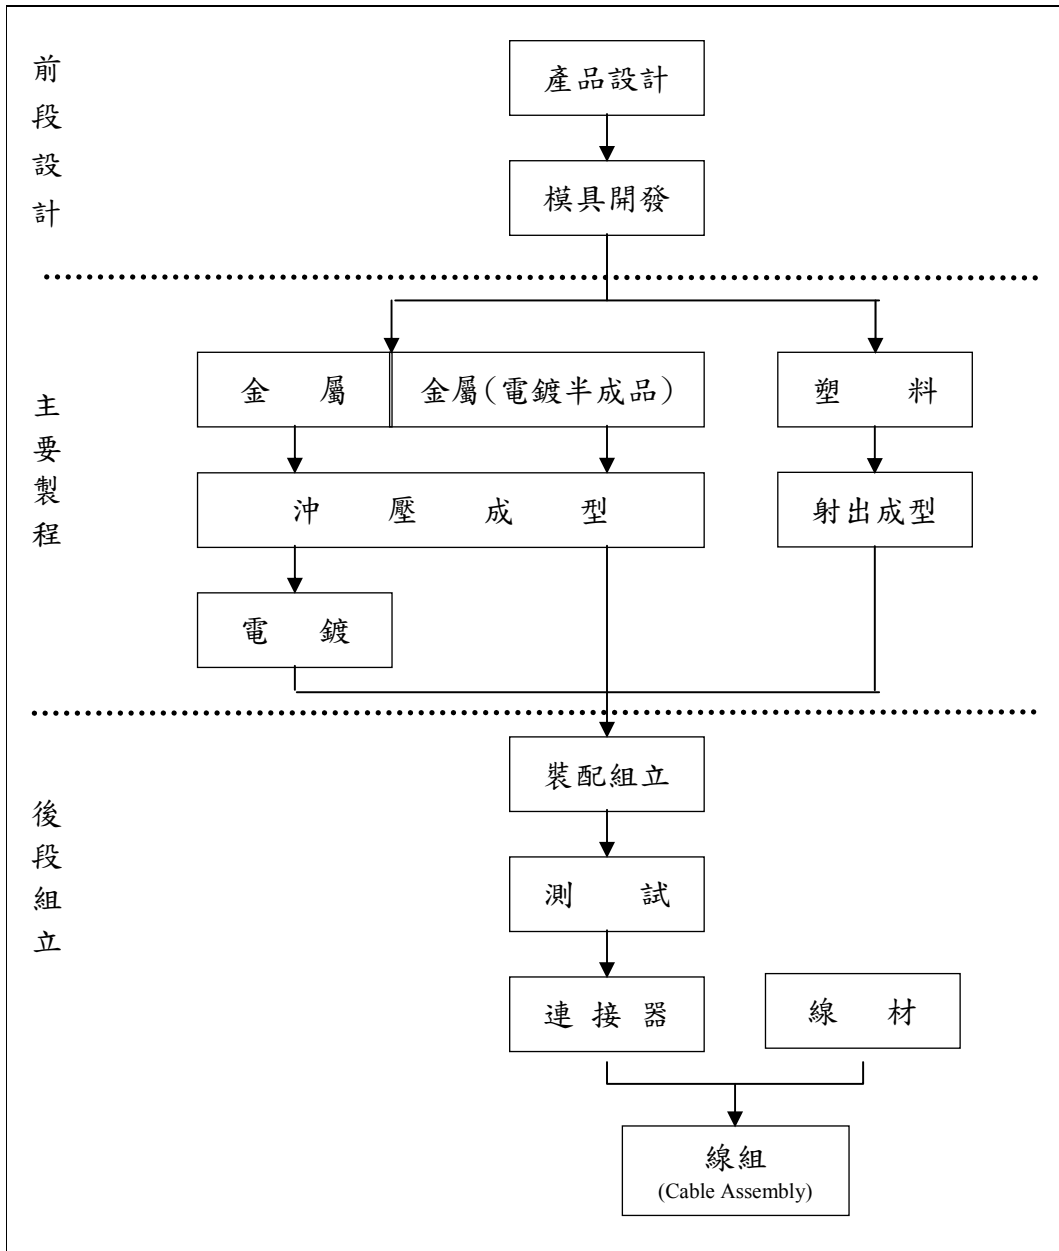 前段設計
產品設計
模具開發
主要製程
金屬
金屬(電鍍半成品)
塑料
沖壓成型
射出成型
電鍍
後段組立
裝配組立
測試
連接器
線材
線組
(Cable Assembly)